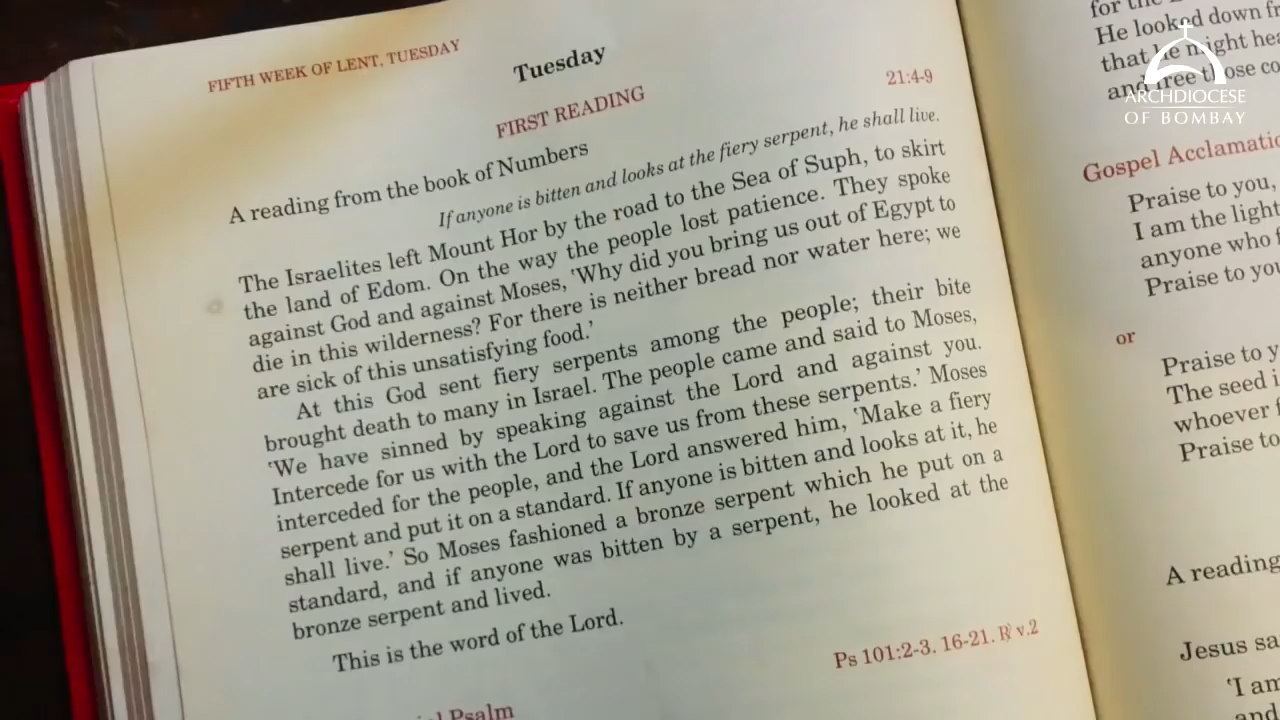 FIFTH WEEK OF LENT, TUESDAY
Tuesday
FIRST READING
21:4-9
A reading from the book of Numbers
If anyone is bitten and looks at the fiery serpent, he shall live.
The Israelites left Mount Hor by the road to the Sea of Suph, to skirt
the land of Edom. On the way the people lost patience. They spoke
against God and against Moses, 'Why did you bring us out of Egypt to
die in this wilderness? For there is neither bread nor water here; we
are sick of this unsatisfying food.'
At this God sent fiery serpents among the people; their bite
brought death to many in Israel. The people came and said to Moses,
'We have sinned by speaking against the Lord and against you.
Intercede for us with the Lord to save us from these serpents.' Moses
interceded for the people, and the Lord answered him, 'Make a fiery
serpent and put it on a standard. If anyone is bitten and looks at it, he
shall live.' So Moses fashioned a bronze serpent which he put on a
standard, and if anyone was bitten by a serpent, he looked at the
bronze serpent and lived.
This is the word of the Lord.
Psalm
Ps 101:2-3. 16-21. ℟ v.2
for the
He looked down
that he might
and free those
Gospel
Praise to you,
I am the light
anyone who
Praise to
or
Praise to
The seed
whoever
Praise to
A reading
Jesus
'I am
and
ARCHDIOCESE
OF BOMBAY